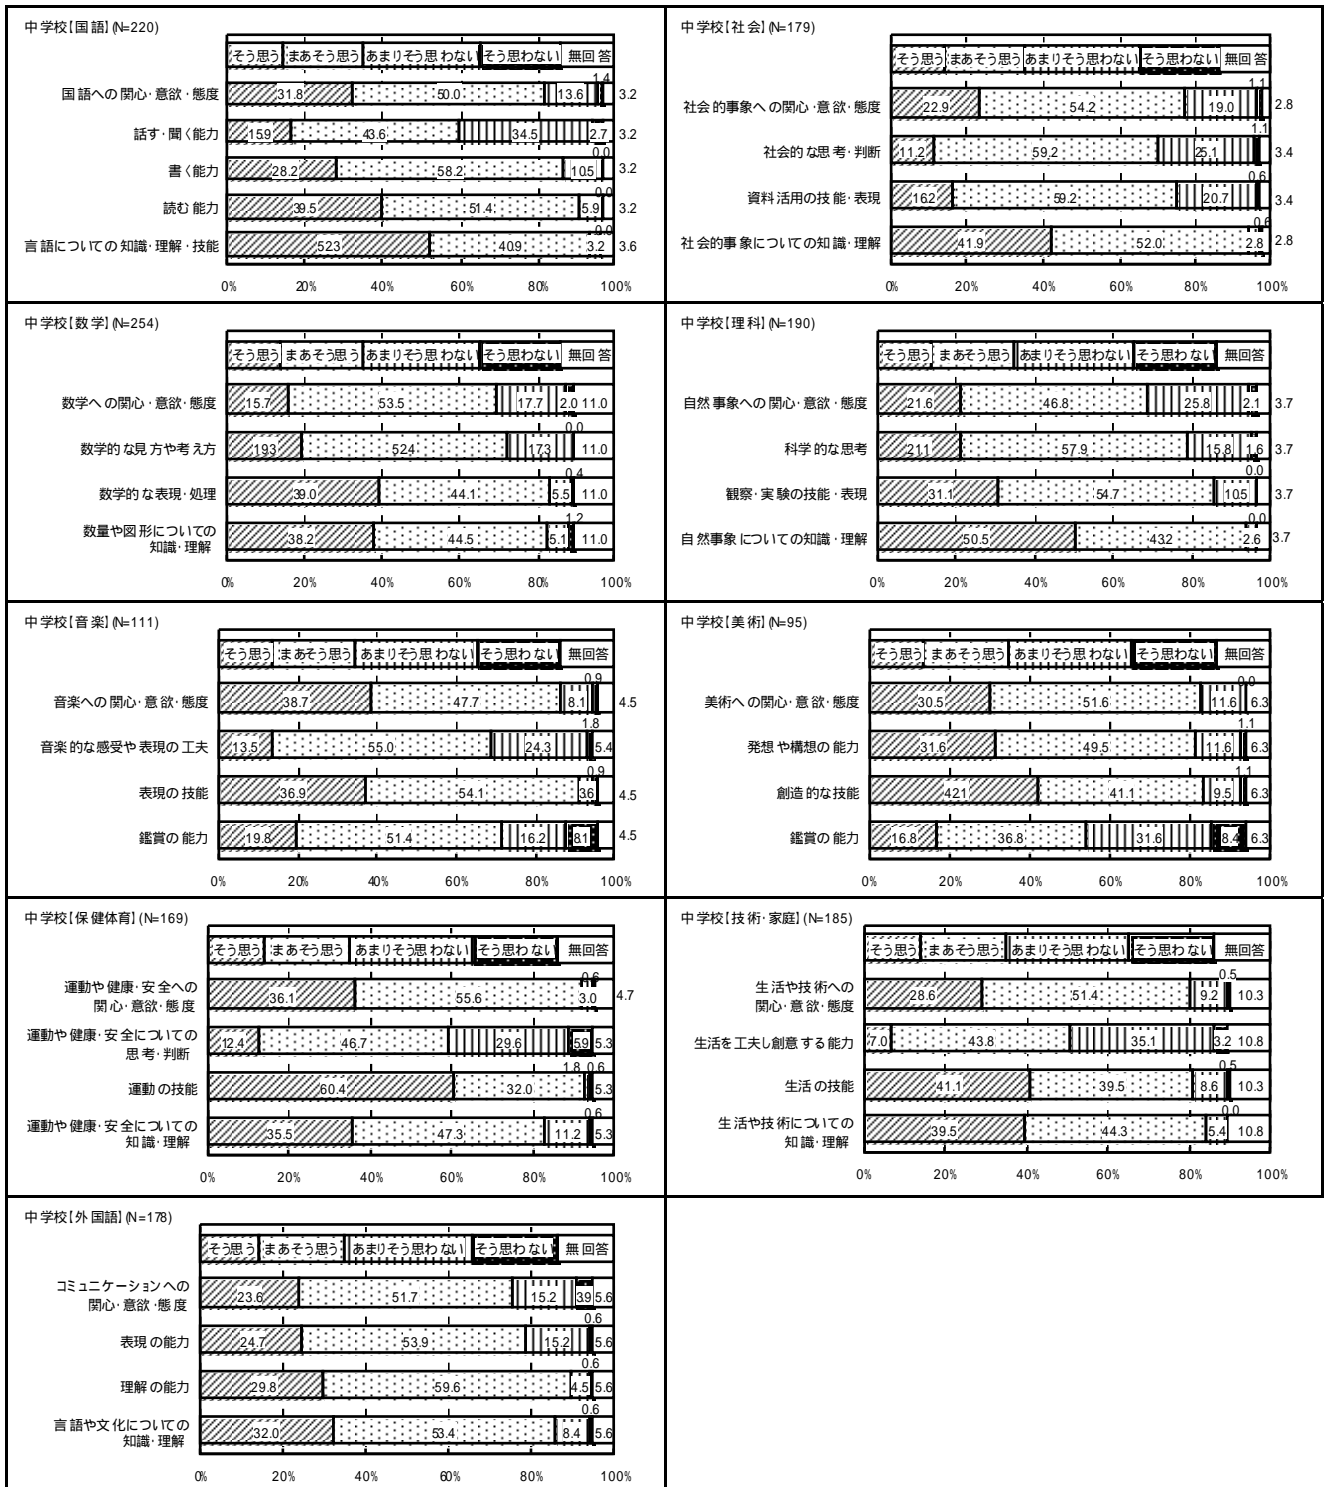 中学校【国語】(N=220)
そう思う まあそう思う あまりそう思わない そう思わない 無回答
1.4
国語への関心・意欲・態度 31.8 50.0 13.6 3.2
話す・聞く能力 15.9 43.6 34.5 2.7 3.2
0.0
書く能力 28.2 58.2 10.5 3.2
0.0
読む能力 39.5 51.4 5.9 3.2
0.0
言語についての知識・理解・技能 52.3 40.9 3.2 3.6
0% 20% 40% 60% 80% 100%
中学校【社会】(N=179)
そう思う まあそう思う あまりそう思わない そう思わない 無回答
1.1
社会的事象への関心・意欲・態度 22.9 54.2 19.0 2.8
1.1
社会的な思考・判断 11.2 59.2 25.1 3.4
0.6
資料活用の技能・表現 16.2 59.2 20.7 3.4
0.6
社会的事象についての知識・理解 41.9 52.0 2.8 2.8
0% 20% 40% 60% 80% 100%
中学校【数学】(N=254)
そう思う まあそう思う あまりそう思わない そう思わない 無回答
数学への関心・意欲・態度 15.7 53.5 17.7 2.0 11.0
0.0
数学的な見方や考え方 19.3 52.4 17.3 11.0
0.4
数学的な表現・処理 39.0 44.1 5.5 11.0
1.2
数量や図形についての
知識・理解 38.2 44.5 5.1 11.0
0% 20% 40% 60% 80% 100%
中学校【理科】(N=190)
そう思う まあそう思う あまりそう思わない そう思わない 無回答
自然事象への関心・意欲・態度 21.6 46.8 25.8 2.1 3.7
科学的な思考 21.1 57.9 15.8 1.6 3.7
0.0
観察・実験の技能・表現 31.1 54.7 10.5 3.7
0.0
自然事象についての知識・理解 50.5 43.2 2.6 3.7
0% 20% 40% 60% 80% 100%
中学校【音楽】(N=111)
そう思う まあそう思う あまりそう思わない そう思わない 無回答
0.9
音楽への関心・意欲・態度 38.7 47.7 8.1 4.5
1.8
音楽的な感受や表現の工夫 13.5 55.0 24.3 5.4
0.9
表現の技能 36.9 54.1 3.6 4.5
鑑賞の能力 19.8 51.4 16.2 8.1 4.5
0% 20% 40% 60% 80% 100%
中学校【美術】(N=95)
そう思う まあそう思う あまりそう思わない そう思わない 無回答
0.0
美術への関心・意欲・態度 30.5 51.6 11.6 6.3
1.1
発想や構想の能力 31.6 49.5 11.6 6.3
1.1
創造的な技能 42.1 41.1 9.5 6.3
鑑賞の能力 16.8 36.8 31.6 8.4 6.3
0% 20% 40% 60% 80% 100%
中学校【保健体育】(N=169)
そう思う まあそう思う あまりそう思わない そう思わない 無回答
0.6
運動や健康・安全への
関心・意欲・態度 36.1 55.6 3.0 4.7
運動や健康・安全についての
思考・判断 12.4 46.7 29.6 5.9 5.3
1.8 0.6
運動の技能 60.4 32.0 5.3
0.6
運動や健康・安全についての
知識・理解 35.5 47.3 11.2 5.3
0% 20% 40% 60% 80% 100%
中学校【技術・家庭】(N=185)
そう思う まあそう思う あまりそう思わない そう思わない 無回答
0.5
生活や技術への
関心・意欲・態度 28.6 51.4 9.2 10.3
生活を工夫し創意する能力 7.0 43.8 35.1 3.2 10.8
0.5
生活の技能 41.1 39.5 8.6 10.3
0.0
生活や技術についての
知識・理解 39.5 44.3 5.4 10.8
0% 20% 40% 60% 80% 100%
中学校【外国語】(N=178)
そう思う まあそう思う あまりそう思わない そう思わない 無回答
コミュニケーションへの
関心・意欲・態度 23.6 51.7 15.2 3.9 5.6
0.6
表現の能力 24.7 53.9 15.2 5.6
0.6
理解の能力 29.8 59.6 4.5 5.6
0.6
言語や文化についての
知識・理解 32.0 53.4 8.4 5.6
0% 20% 40% 60% 80% 100%